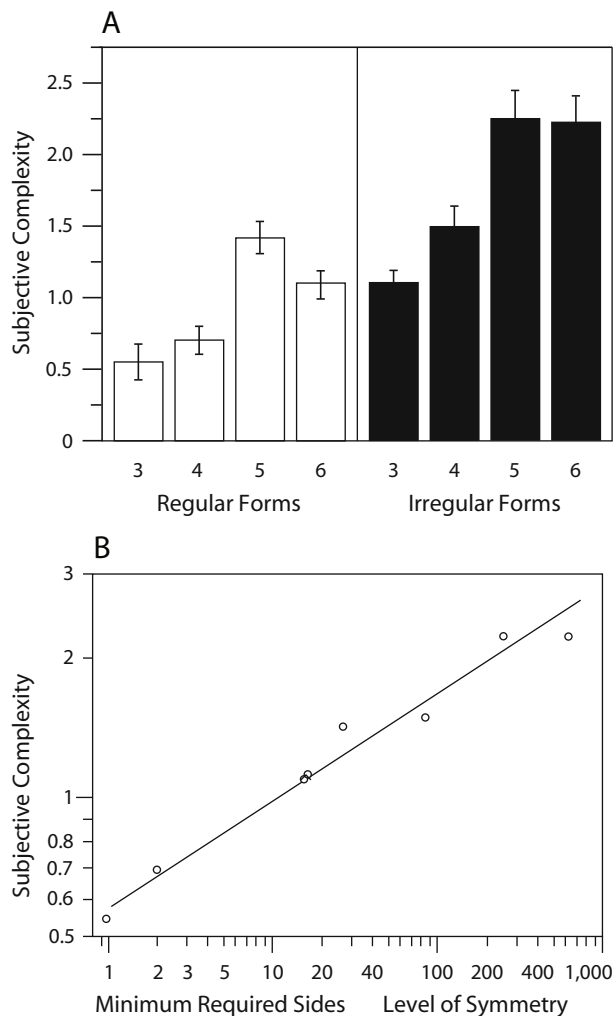 A
Subjective Complexity
2.5
2.0
1.5
1.0
0.5
0
3 4 5 6 3 4 5 6
Regular Forms Irregular Forms
B
Subjective Complexity
3
2
1
0.8
0.7
0.6
0.5
1 2 3 5 10 20 40 100 200 400 1,000
Minimum Required Sides Level of Symmetry